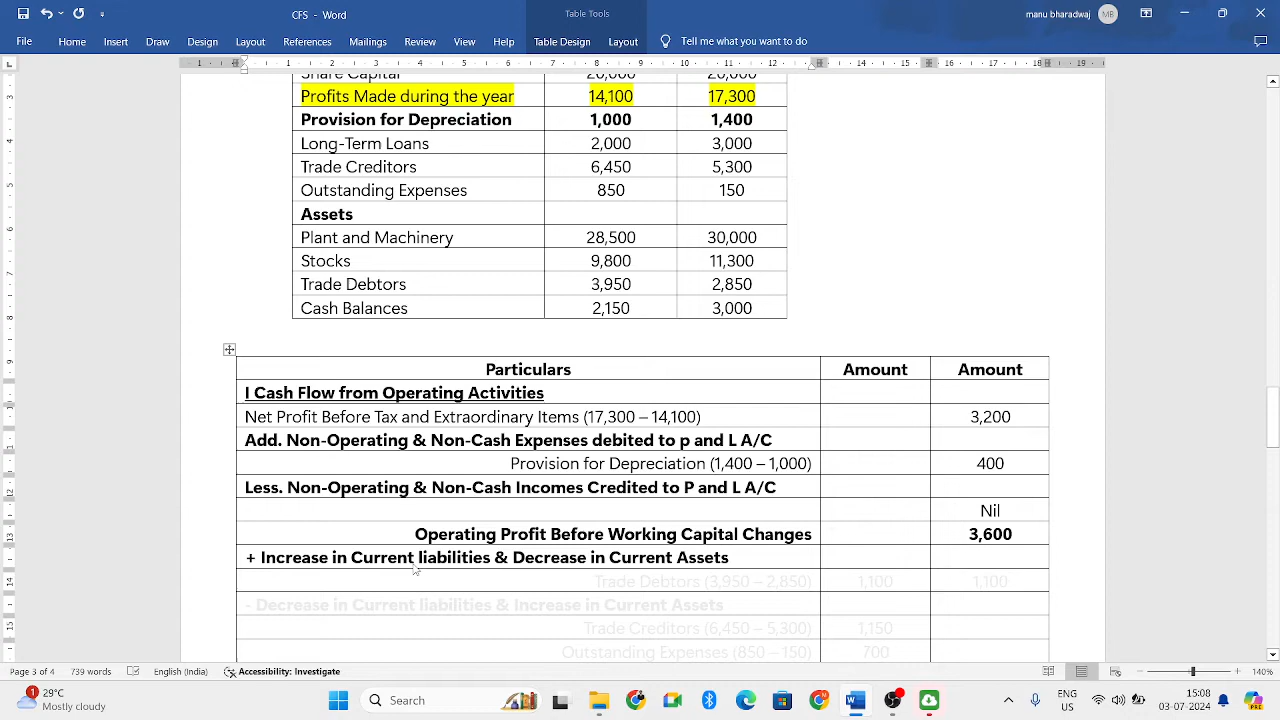 CFS - Word
Table Tools
manu bharadwaj MB
File Insert Draw Design Layout References Mailings Review View Help Table Design Layout Tell me what you want to do
Share Capital 20,000 20,000
Profits Made during the year 14,100 17,300
Provision for Depreciation 1,000 1,400
Long-Term Loans 2,000 3,000
Trade Creditors 6,450 5,300
Outstanding Expenses 850 150
Assets
Plant and Machinery 28,500 30,000
Stocks 9,800 11,300
Trade Debtors 3,950 2,850
Cash Balances 2,150 3,000
Particulars Amount Amount
I Cash Flow from Operating Activities
Net Profit Before Tax and Extraordinary Items (17,300 – 14,100) 3,200
Add. Non-Operating & Non-Cash Expenses debited to p and L A/C
Provision for Depreciation (1,400 – 1,000) 400
Less. Non-Operating & Non-Cash Incomes Credited to P and L A/C
Nil
Operating Profit Before Working Capital Changes 3,600
+ Increase in Current liabilities & Decrease in Current Assets
Trade Debtors (3,950 – 2,850) 1,100 1,100
- Decrease in Current liabilities & Increase in Current Assets
Trade Creditors (6,450 – 5,300) 1,150
Outstanding Expenses (850 – 150) 700
Page 3 of 4 739 words English (India) Accessibility: Investigate 110%
29°C
Mostly cloudy
Search
ENG
US
15:08
03-07-2024